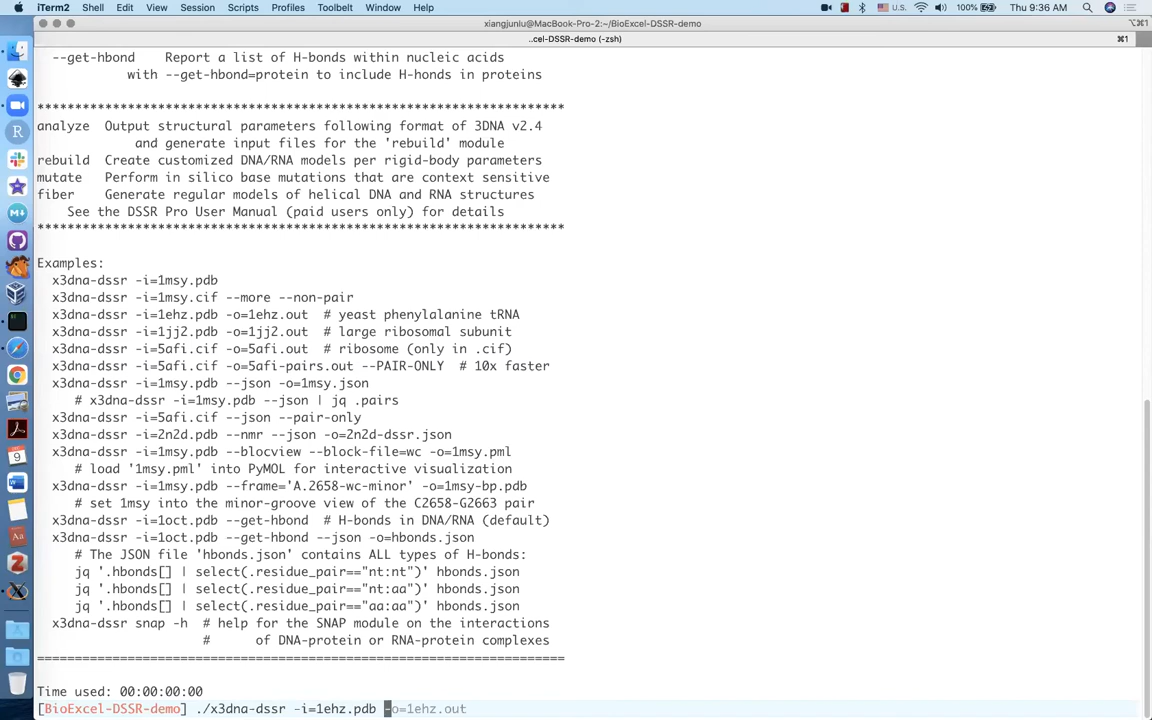 iTerm2 Shell Edit View Session Scripts Profiles Toolbelt Window Help U.S. 100% Thu 9:36 AM
xiangjunlu@MacBook-Pro-2:~/BioExcel-DSSR-demo
⌥⌘1
..cel-DSSR-demo (-zsh)
⌘1
--get-hbond Report a list of H-bonds within nucleic acids
with --get-hbond=protein to include H-honds in proteins
**********************************************************************
analyze Output structural parameters following format of 3DNA v2.4
and generate input files for the 'rebuild' module
rebuild Create customized DNA/RNA models per rigid-body parameters
mutate Perform in silico base mutations that are context sensitive
fiber Generate regular models of helical DNA and RNA structures
See the DSSR Pro User Manual (paid users only) for details
**********************************************************************
Examples:
x3dna-dssr -i=1msy.pdb
x3dna-dssr -i=1msy.cif --more --non-pair
x3dna-dssr -i=1ehz.pdb -o=1ehz.out # yeast phenylalanine tRNA
x3dna-dssr -i=1jj2.pdb -o=1jj2.out # large ribosomal subunit
x3dna-dssr -i=5afi.cif -o=5afi.out # ribosome (only in .cif)
x3dna-dssr -i=5afi.cif -o=5afi-pairs.out --PAIR-ONLY # 10x faster
x3dna-dssr -i=1msy.pdb --json -o=1msy.json
# x3dna-dssr -i=1msy.pdb --json | jq .pairs
x3dna-dssr -i=5afi.cif --json --pair-only
x3dna-dssr -i=2n2d.pdb --nmr --json -o=2n2d-dssr.json
x3dna-dssr -i=1msy.pdb --blocview --block-file=wc -o=1msy.pml
# load '1msy.pml' into PyMOL for interactive visualization
x3dna-dssr -i=1msy.pdb --frame='A.2658-wc-minor' -o=1msy-bp.pdb
# set 1msy into the minor-groove view of the C2658-G2663 pair
x3dna-dssr -i=1oct.pdb --get-hbond # H-bonds in DNA/RNA (default)
x3dna-dssr -i=1oct.pdb --get-hbond --json -o=hbonds.json
# The JSON file 'hbonds.json' contains ALL types of H-bonds:
jq '.hbonds[] | select(.residue_pair=="nt:nt")' hbonds.json
jq '.hbonds[] | select(.residue_pair=="nt:aa")' hbonds.json
jq '.hbonds[] | select(.residue_pair=="aa:aa")' hbonds.json
x3dna-dssr snap -h # help for the SNAP module on the interactions
# of DNA-protein or RNA-protein complexes
======================================================================
Time used: 00:00:00:00
[BioExcel-DSSR-demo] ./x3dna-dssr -i=1ehz.pdb -o=1ehz.out